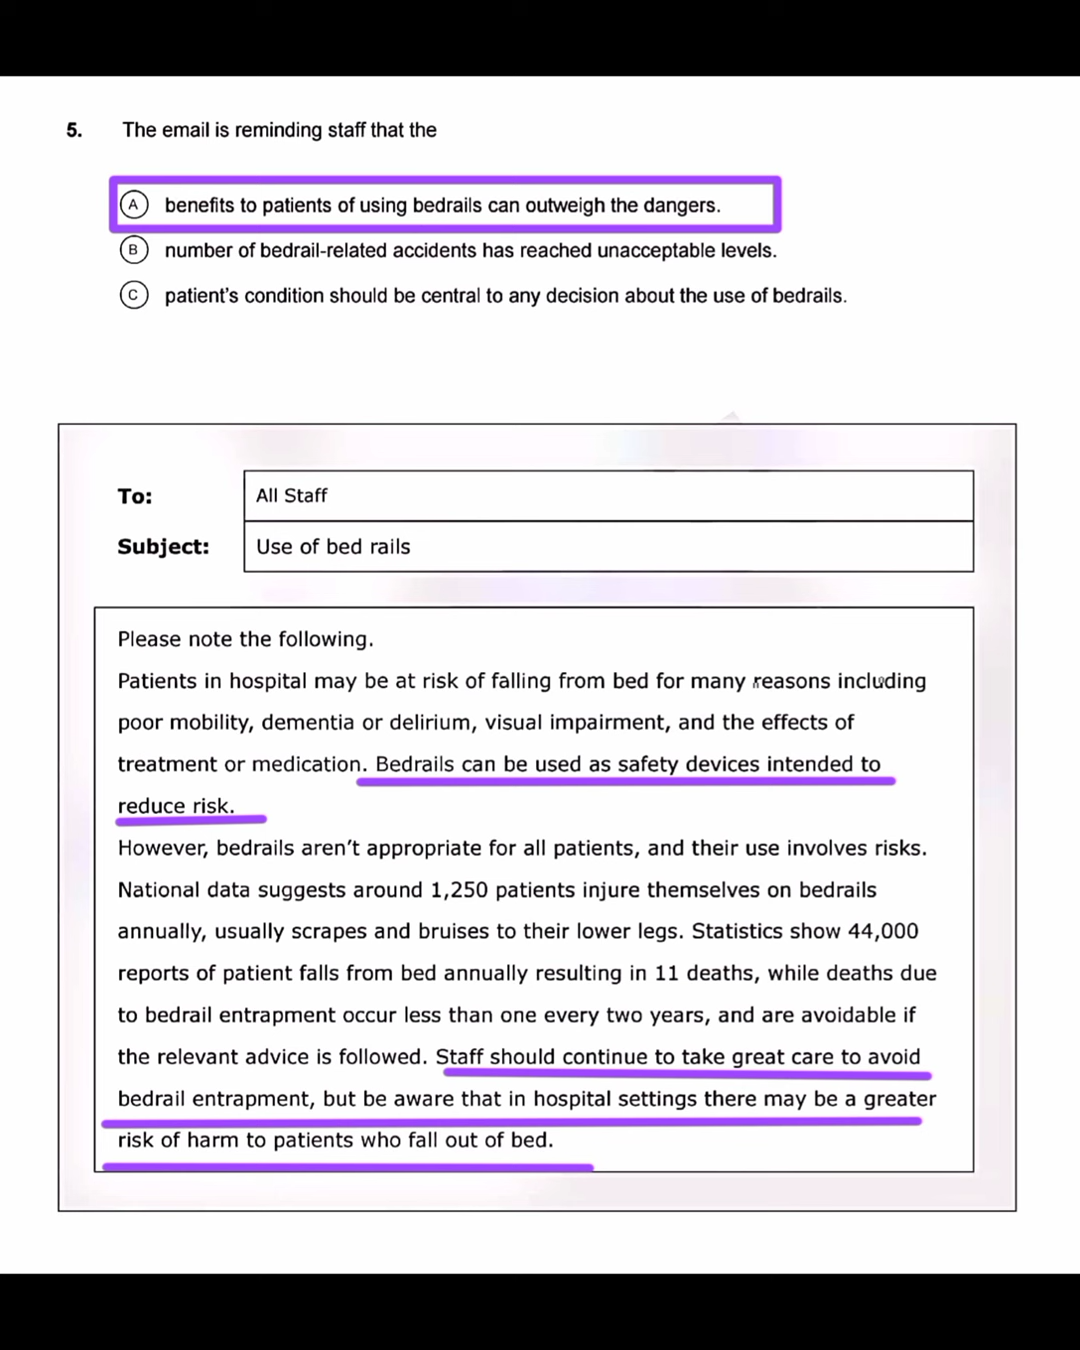 5. The email is reminding staff that the
A benefits to patients of using bedrails can outweigh the dangers.
B number of bedrail-related accidents has reached unacceptable levels.
C patient's condition should be central to any decision about the use of bedrails.
To: All Staff
Subject: Use of bed rails
Please note the following.
Patients in hospital may be at risk of falling from bed for many reasons including
poor mobility, dementia or delirium, visual impairment, and the effects of
treatment or medication. Bedrails can be used as safety devices intended to
reduce risk.
However, bedrails aren't appropriate for all patients, and their use involves risks.
National data suggests around 1,250 patients injure themselves on bedrails
annually, usually scrapes and bruises to their lower legs. Statistics show 44,000
reports of patient falls from bed annually resulting in 11 deaths, while deaths due
to bedrail entrapment occur less than one every two years, and are avoidable if
the relevant advice is followed. Staff should continue to take great care to avoid
bedrail entrapment, but be aware that in hospital settings there may be a greater
risk of harm to patients who fall out of bed.